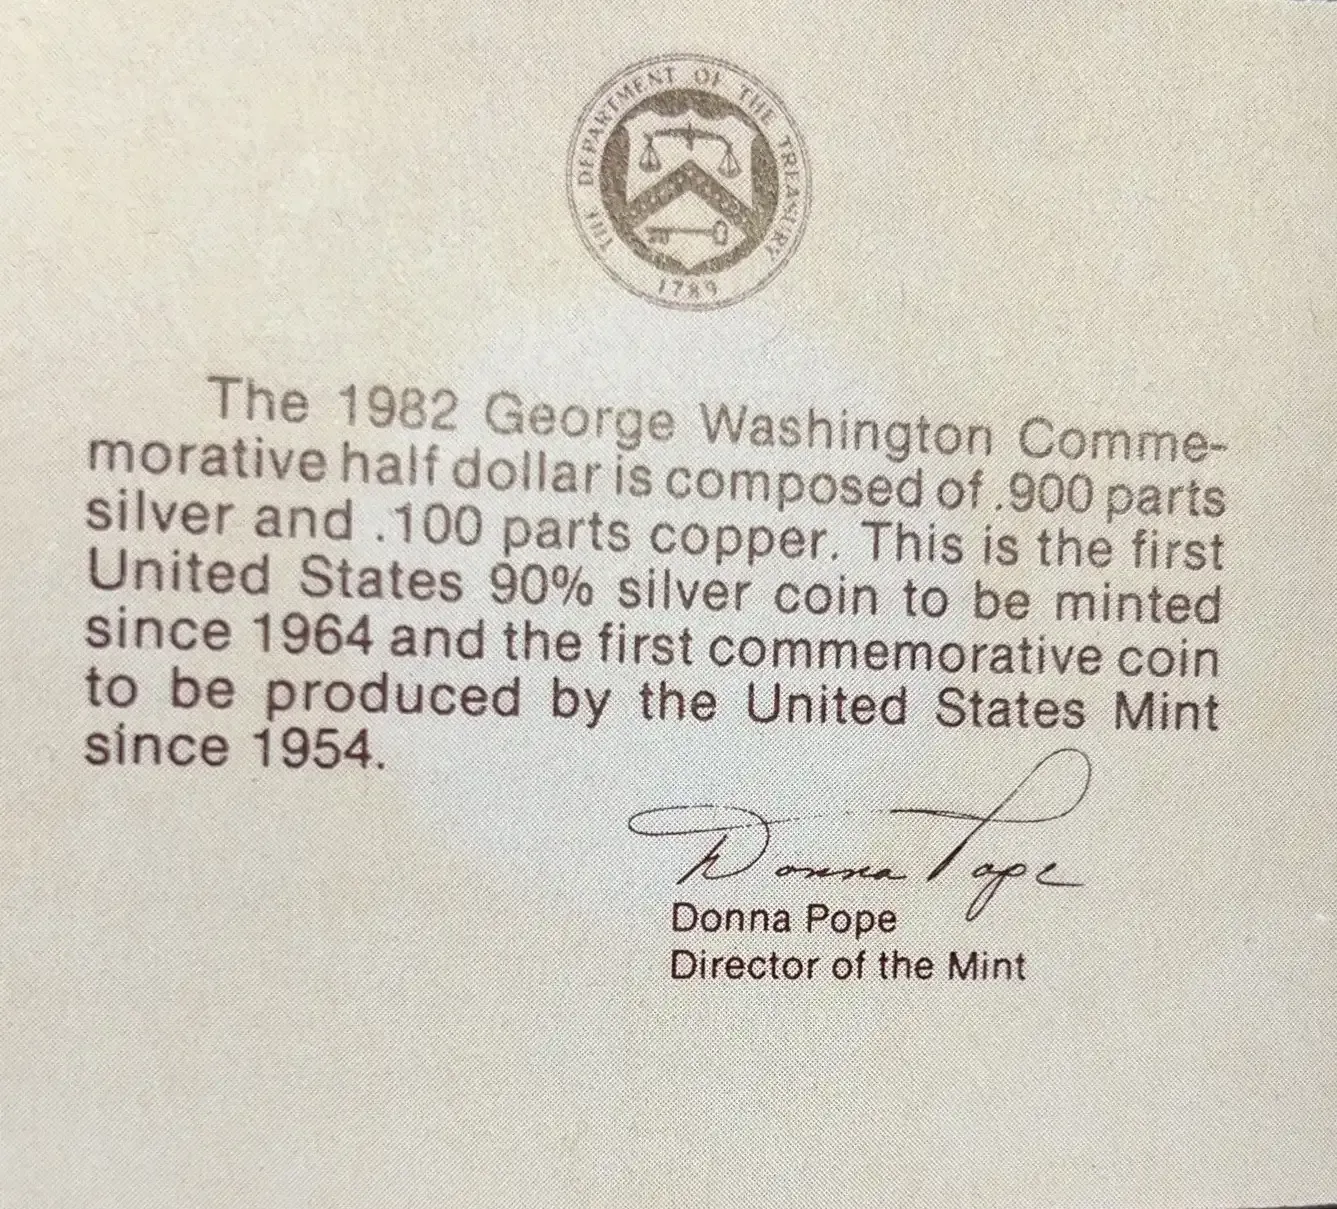 THE DEPARTMENT OF THE TREASURY
1789
The 1982 George Washington Comme-
morative half dollar is composed of .900 parts
silver and .100 parts copper. This is the first
United States 90% silver coin to be minted
since 1964 and the first commemorative coin
to be produced by the United States Mint
since 1954.
Donna Pope
Donna Pope
Director of the Mint